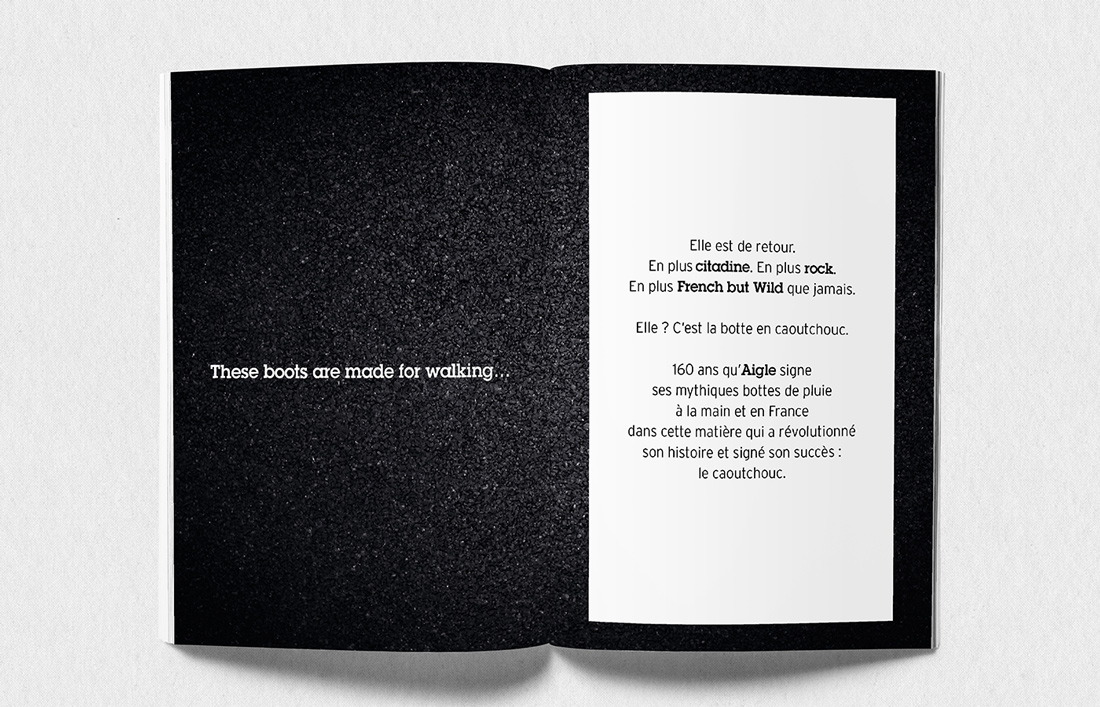 These boots are made for walking...
Elle est de retour.
En plus citadine. En plus rock.
En plus French but Wild que jamais.
Elle ? C'est la botte en caoutchouc.
160 ans qu'Aigle signe
ses mythiques bottes de pluie
à la main et en France
dans cette matière qui a révolutionné
son histoire et signé son succès :
le caoutchouc.